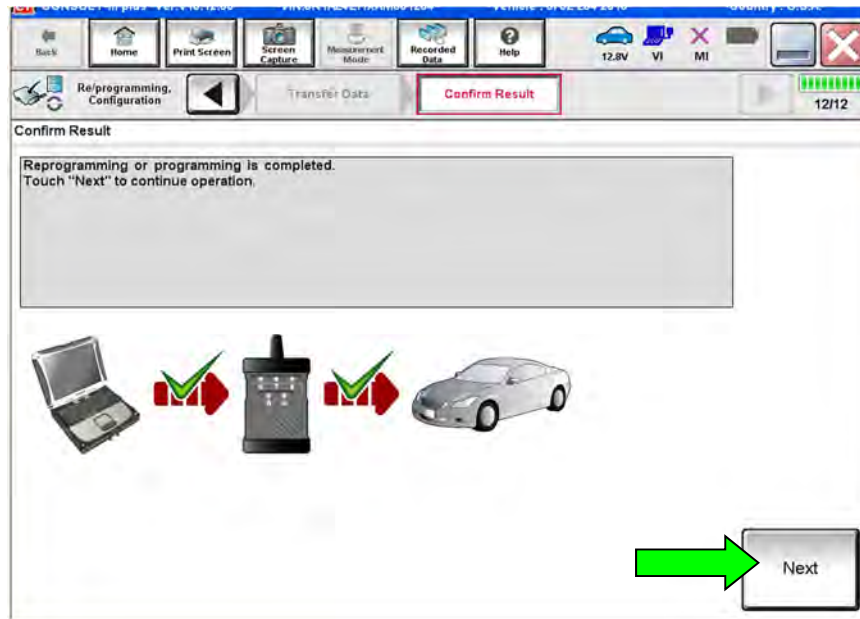 Back
Home
Print Screen
Screen
Capture
Measurement
Mode
Recorded
Data
Help
12.8V
VI
MI
Re/programming,
Configuration
Transfer Data
Confirm Result
12/12
Confirm Result
Reprogramming or programming is completed.
Touch "Next" to continue operation.
Next